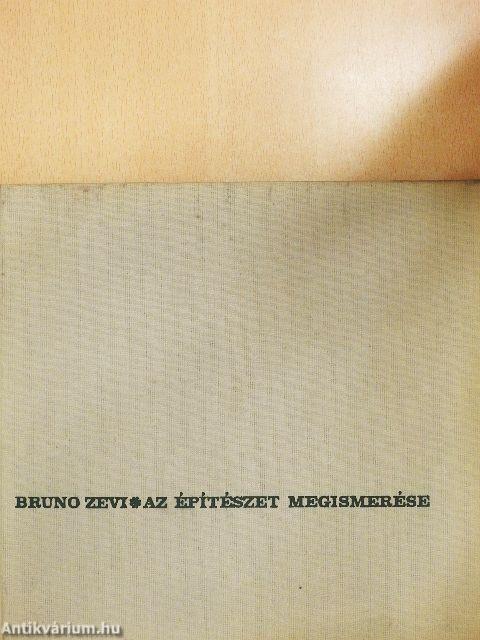 BRUNO ZEVI * AZ ÉPÍTÉSZET MEGISMERÉSE
Antikvárium.hu